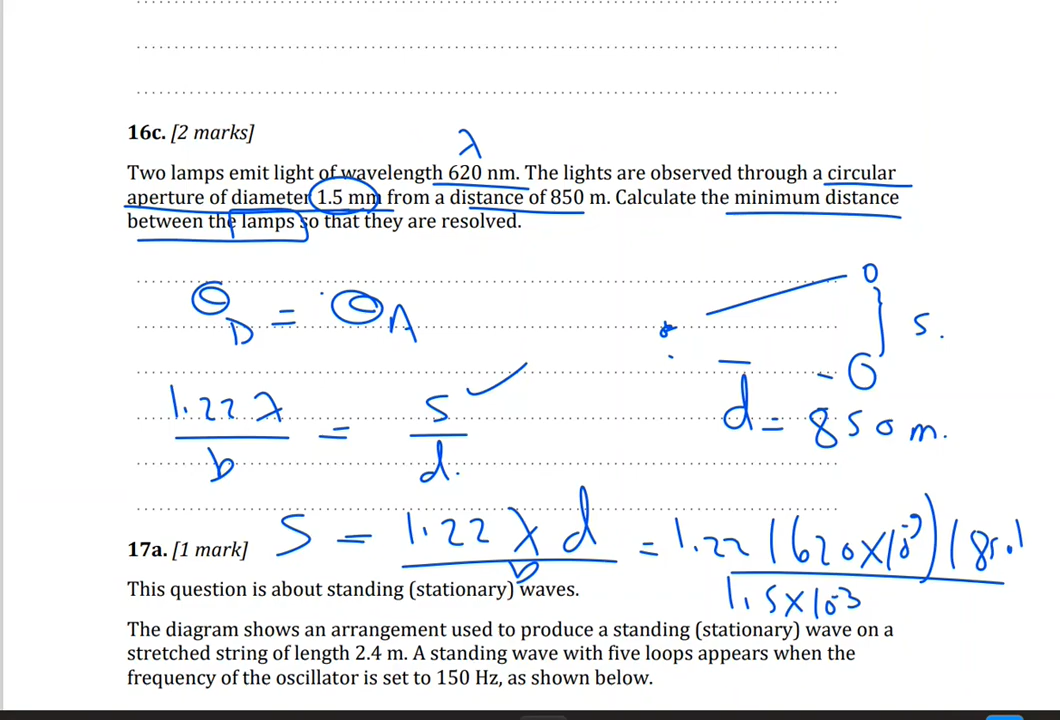 16c. [2 marks]
λ
Two lamps emit light of wavelength 620 nm. The lights are observed through a circular
aperture of diameter 1.5 mm from a distance of 850 m. Calculate the minimum distance
between the lamps so that they are resolved.
θD = θA
s.
d = 850 m.
1.22 λ / b = s / d.
S = 1.22 λ d / b = 1.22 (620×10⁻⁹) (85 / 1.5×10⁻³
17a. [1 mark]
This question is about standing (stationary) waves.
The diagram shows an arrangement used to produce a standing (stationary) wave on a
stretched string of length 2.4 m. A standing wave with five loops appears when the
frequency of the oscillator is set to 150 Hz, as shown below.